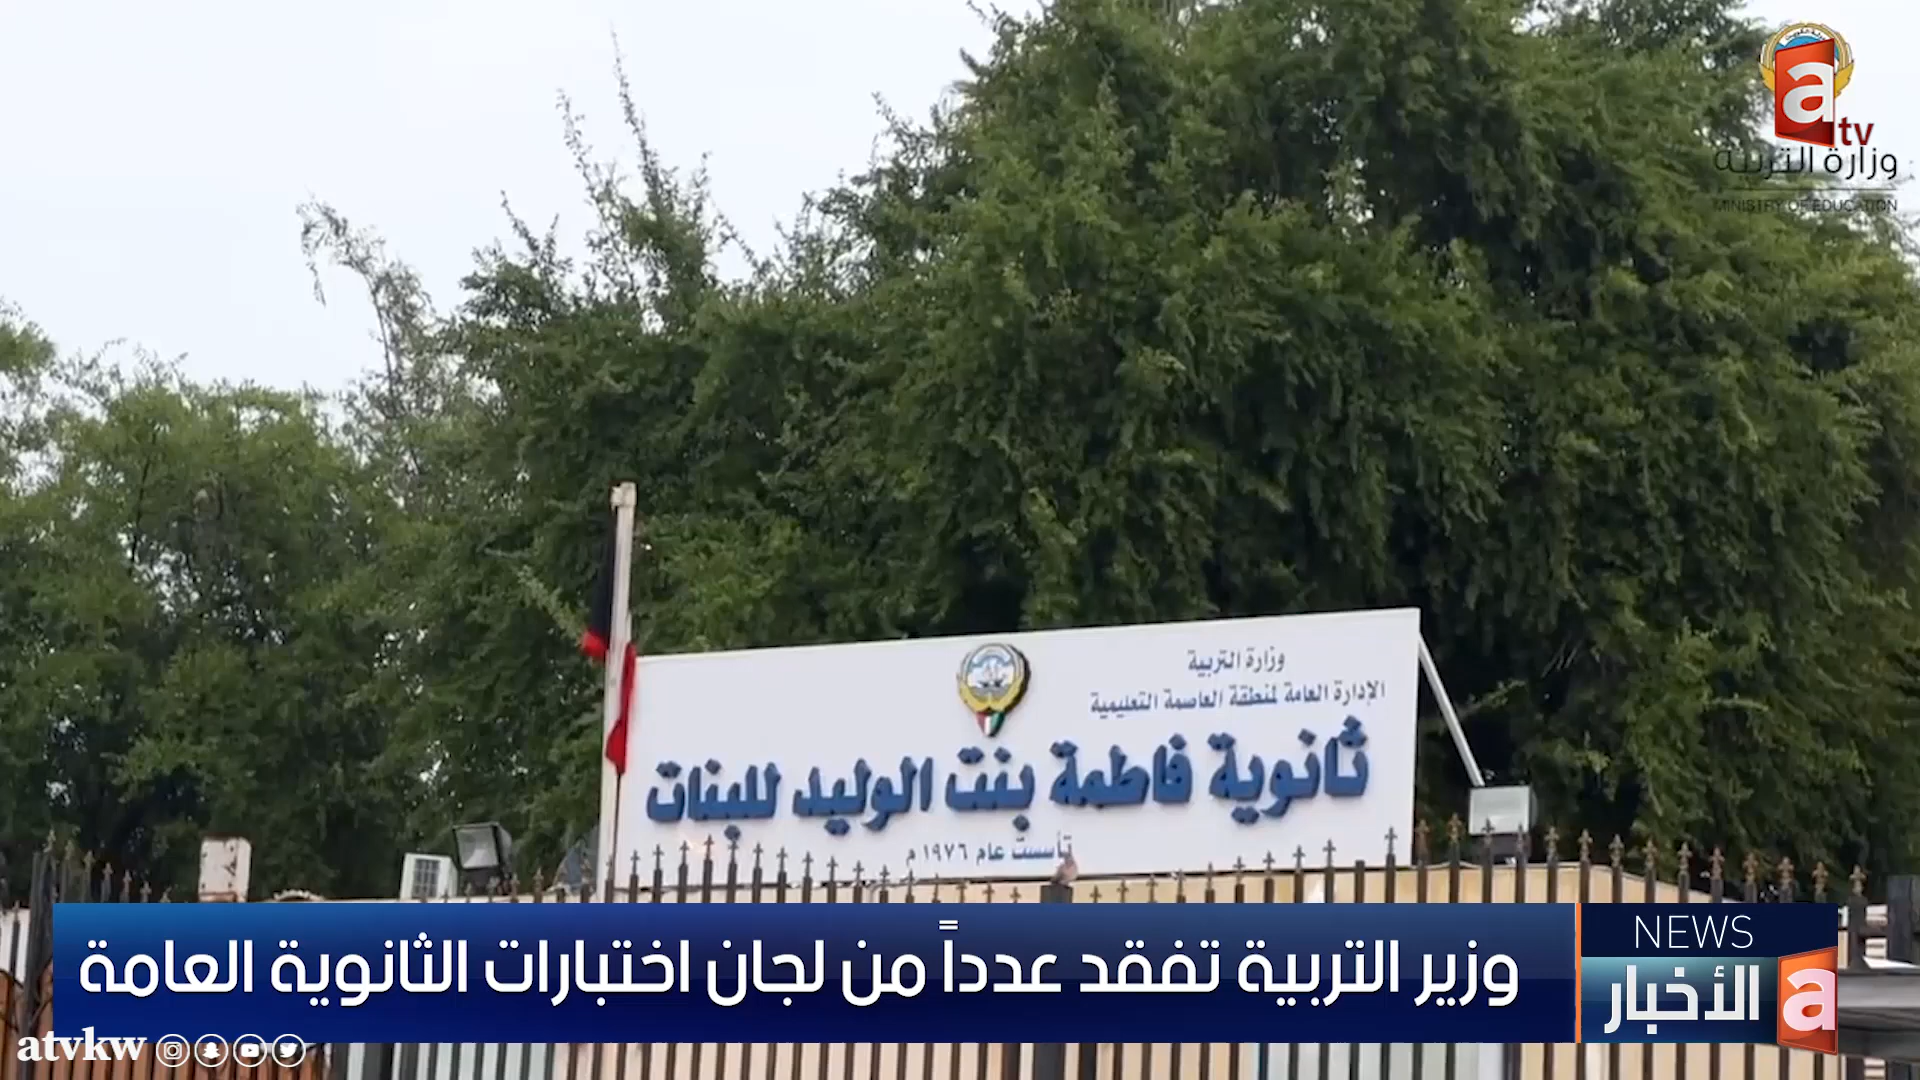 a tv
وزارة التربية
MINISTRY OF EDUCATION
وزارة التربية
الإدارة العامة لمنطقة العاصمة التعليمية
ثانوية فاطمة بنت الوليد للبنات
تأسست عام ١٩٧٦ م
وزير التربية تفقد عدداً من لجان اختبارات الثانوية العامة
NEWS
الأخبار
a
atvkw